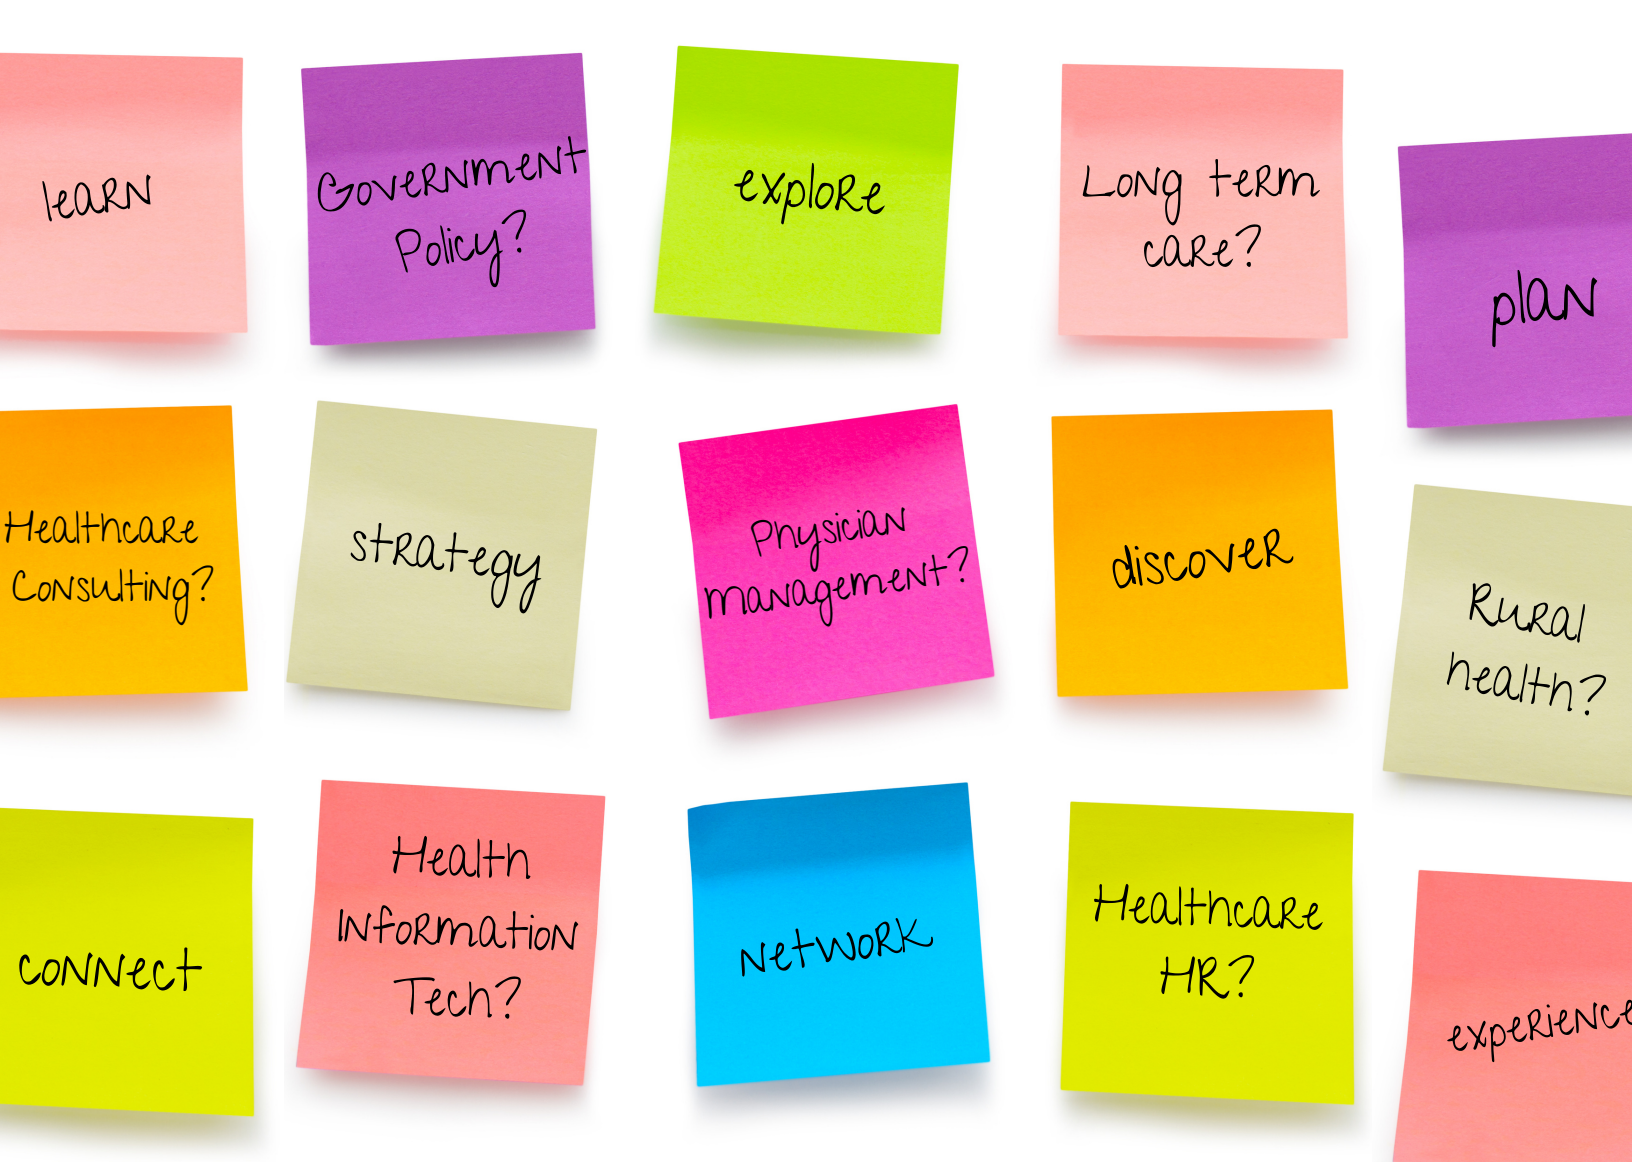 learn
Government
Policy?
explore
Long term
care?
plan
Healthcare
Consulting?
strategy
Physician
management?
discover
Rural
health?
connect
Health
Information
Tech?
network
Healthcare
HR?
experience